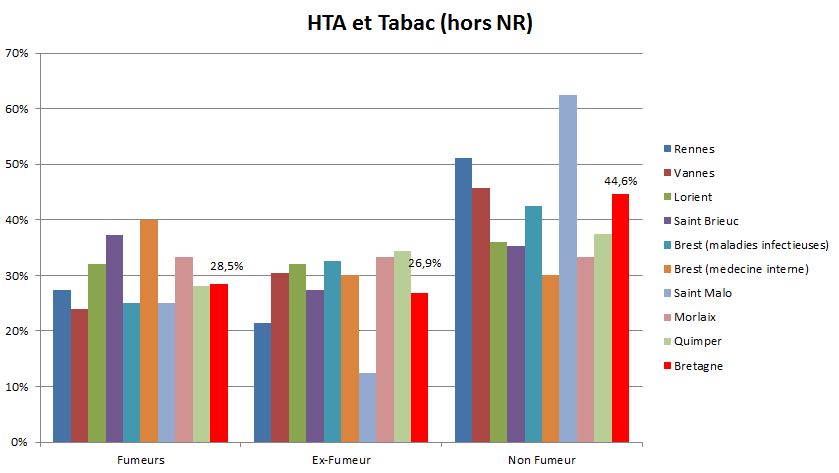 HTA et Tabac (hors NR)
70%
60%
50%
40%
30%
20%
10%
0%
28,5%
26,9%
44,6%
Fumeurs
Ex-Fumeur
Non Fumeur
Rennes
Vannes
Lorient
Saint Brieuc
Brest (maladies infectieuses)
Brest (medecine interne)
Saint Malo
Morlaix
Quimper
Bretagne